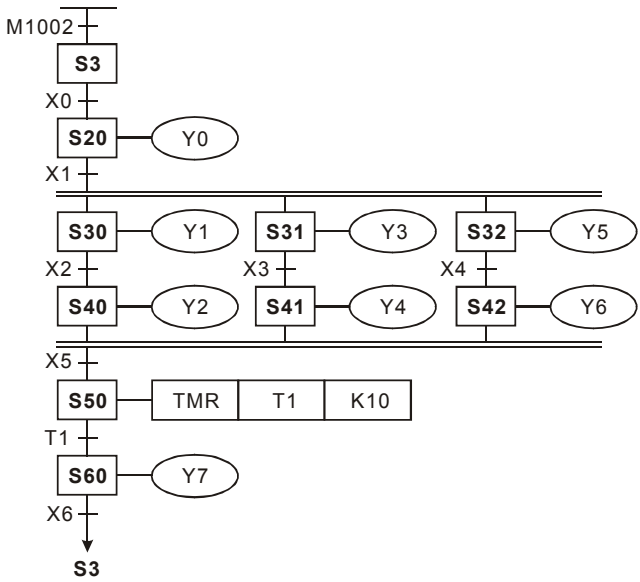 M1002
S3
X0
S20 Y0
X1
S30 Y1 S31 Y3 S32 Y5
X2 X3 X4
S40 Y2 S41 Y4 S42 Y6
X5
S50 TMR T1 K10
T1
S60 Y7
X6
S3